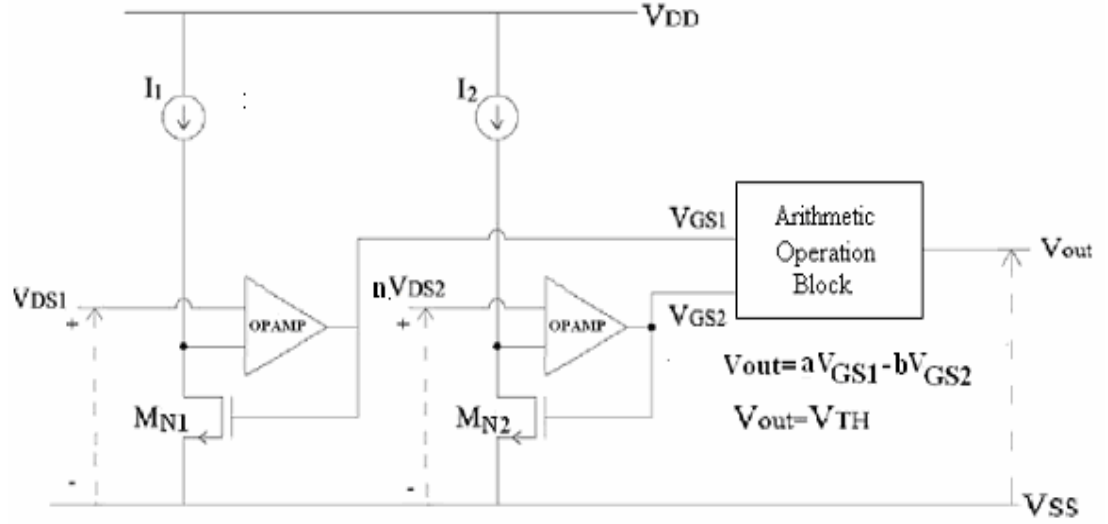 VDD
I1
:
I2
VGS1
Arithmetic
Operation
Block
Vout
VDS1
+
OPAMP
n.VDS2
+
OPAMP
VGS2
Vout=aVGS1-bVGS2
Vout=VTH
MN1
MN2
-
-
VSS